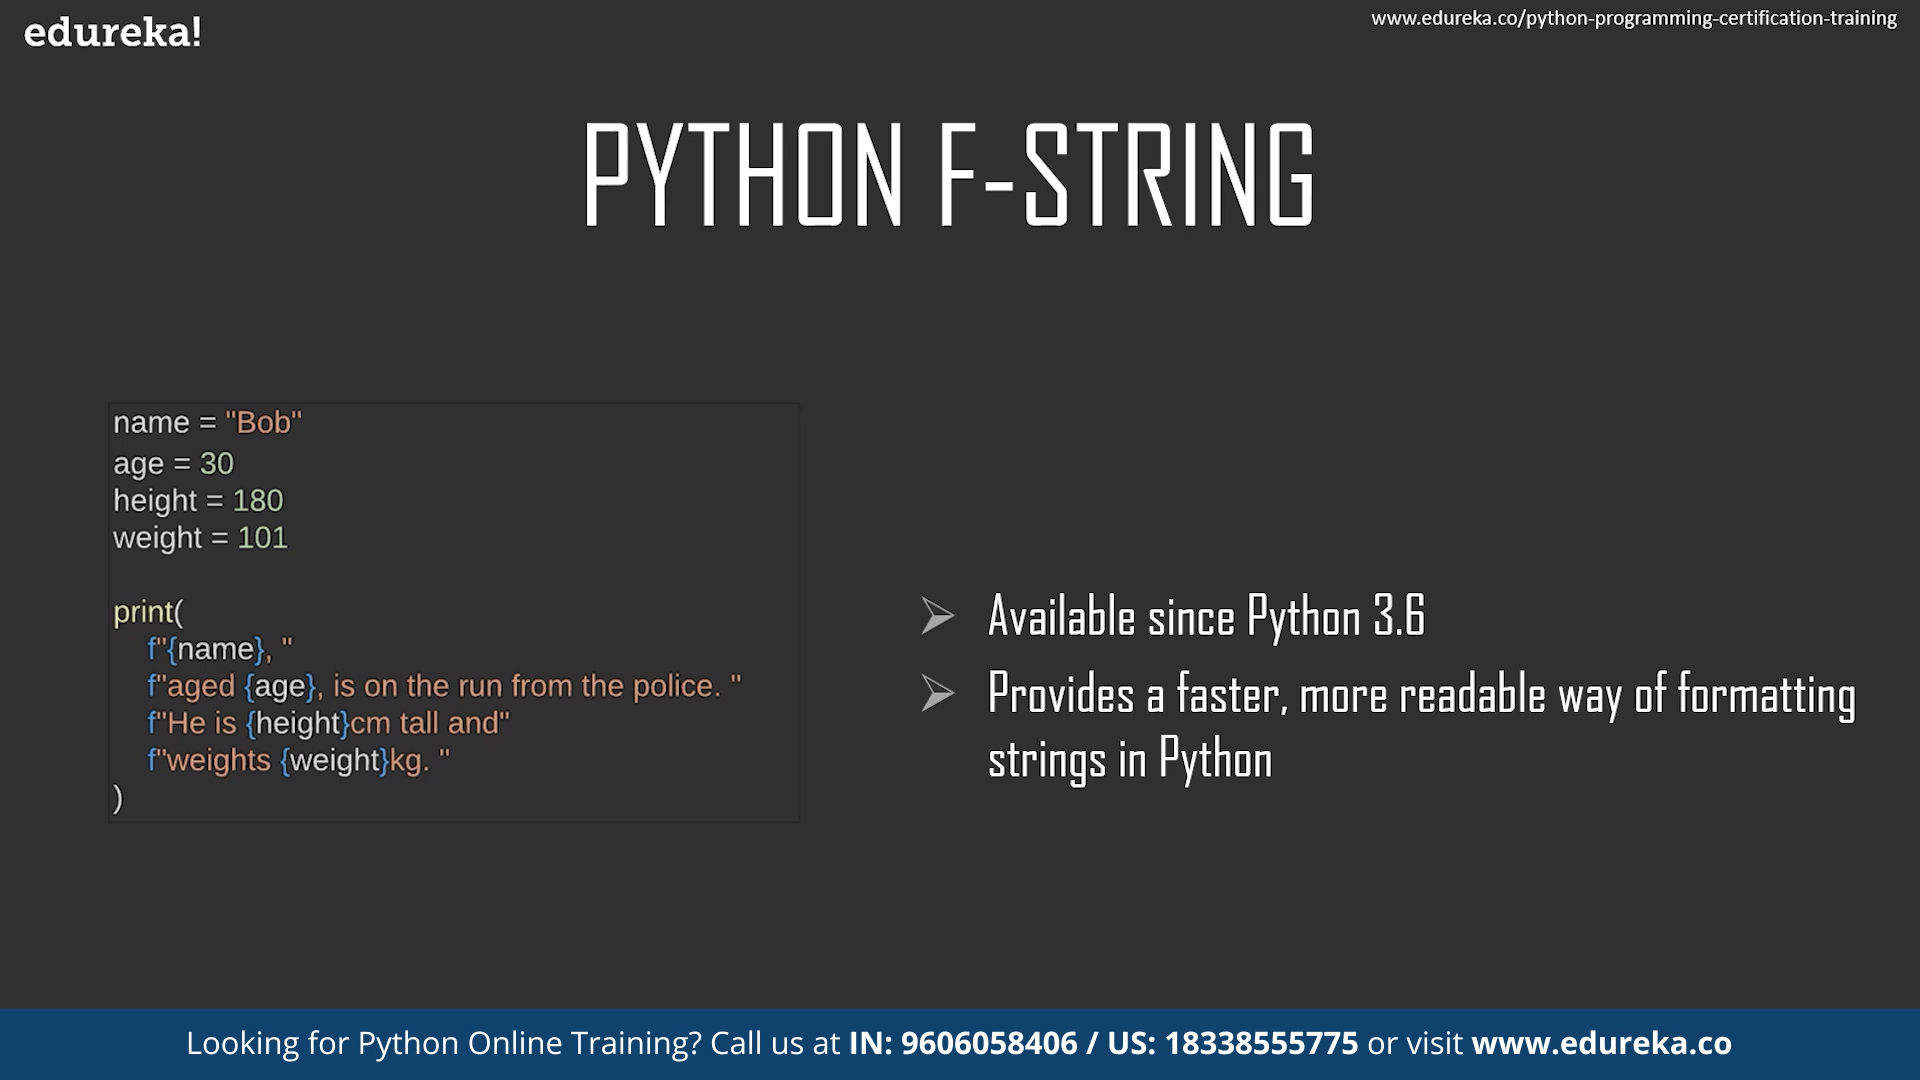 edureka!
www.edureka.co/python-programming-certification-training
PYTHON F-STRING
name = "Bob"
age = 30
height = 180
weight = 101
print(
f"{name}, "
f"aged {age}, is on the run from the police. "
f"He is {height}cm tall and"
f"weights {weight}kg. "
)
Available since Python 3.6
Provides a faster, more readable way of formatting
strings in Python
Looking for Python Online Training? Call us at IN: 9606058406 / US: 18338555775 or visit www.edureka.co